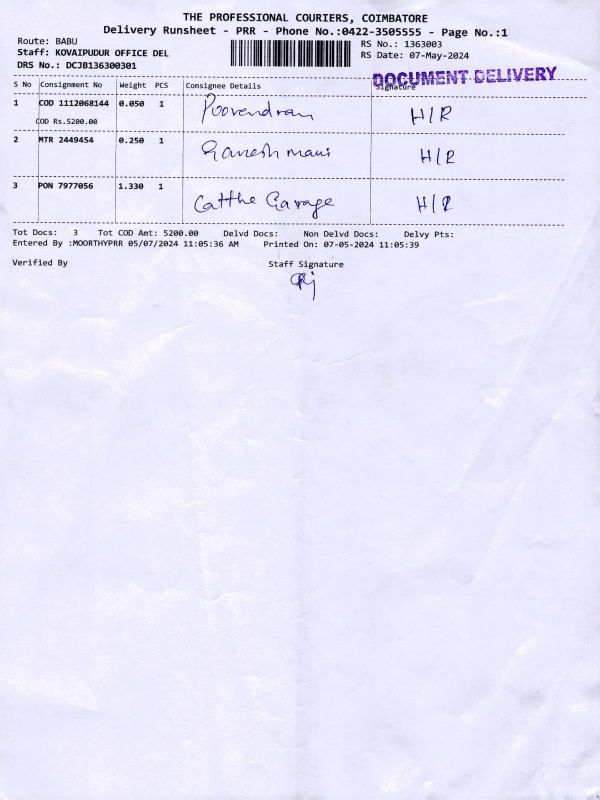 THE PROFESSIONAL COURIERS, COIMBATORE
Delivery Runsheet - PRR - Phone No.:0422-3505555 - Page No.:1
Route: BABU
Staff: KOVAIPUDUR OFFICE DEL
DRS No.: DCJB136300301
RS No.: 1363003
RS Date: 07-May-2024
DOCUMENT DELIVERY
S No Consignment No Weight PCS Consignee Details Signature
1 COD 1112068144 0.050 1 Poorendran H/R
COD Rs.5200.00
2 MTR 2449454 0.250 1 Ganesh mani H/R
3 PON 7977056 1.330 1 Catthe Garage H/R
Tot Docs: 3 Tot COD Amt: 5200.00 Delvd Docs: Non Delvd Docs: Delvy Pts:
Entered By :MOORTHYPRR 05/07/2024 11:05:36 AM Printed On: 07-05-2024 11:05:39
Verified By Staff Signature